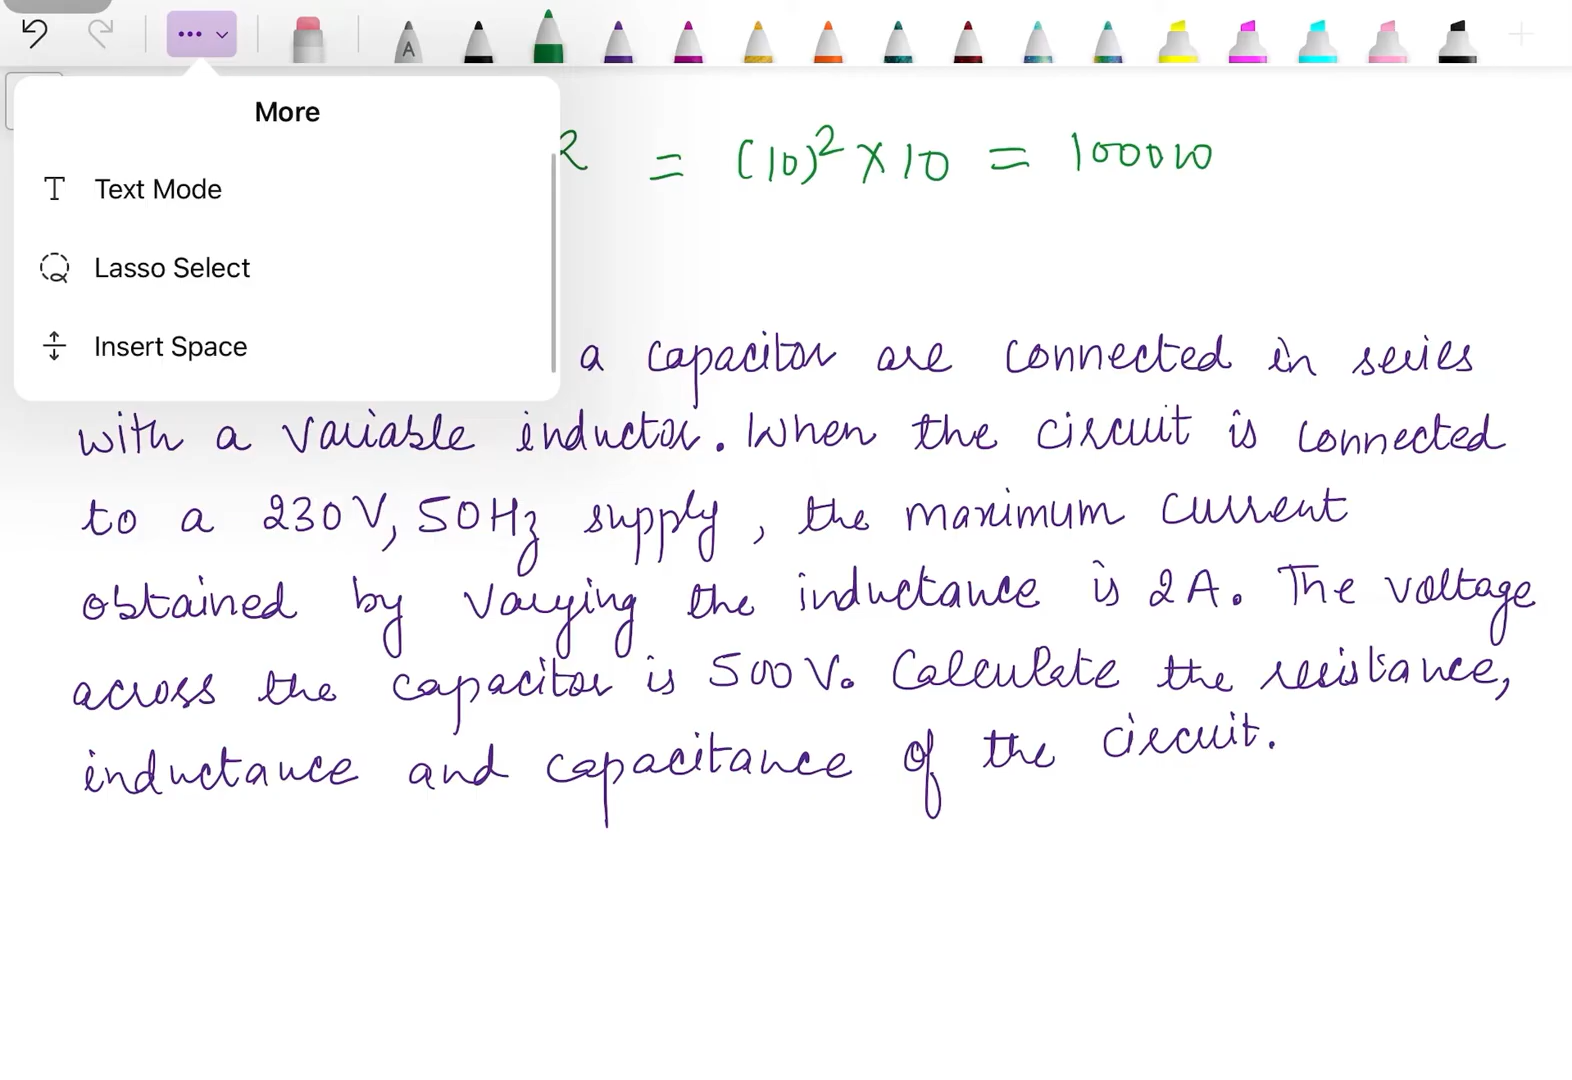 More
R = (10)² × 10 = 1000W
Text Mode
Lasso Select
Insert Space
a capacitor are connected in series
with a variable inductor. When the circuit is connected
to a 230V, 50Hz supply, the maximum current
obtained by varying the inductance is 2A. The voltage
across the capacitor is 500V. Calculate the resistance,
inductance and capacitance of the circuit.